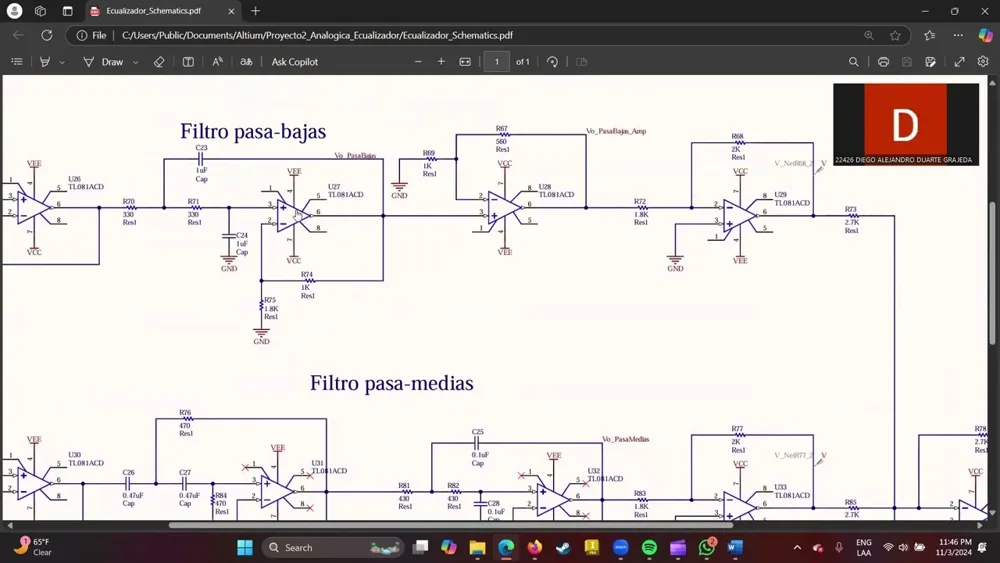 Ecualizador_Schematics.pdf
File C:/Users/Public/Documents/Altium/Proyecto2_Analogica_Ecualizador/Ecualizador_Schematics.pdf
Draw Ask Copilot 1 of 1
D
22426 DIEGO ALEJANDRO DUARTE GRAJEDA
Filtro pasa-bajas
VEE
U26
TL081ACD
VCC
C23
1uF
Cap
R70
330
Res1
R71
330
Res1
C24
1uF
Cap
GND
VEE
U27
TL081ACD
VCC
Vo_PasaBajas
R74
1K
Res1
R75
1.8K
Res1
GND
R69
1K
Res1
GND
R67
560
Res1
Vo_PasaBajas_Amp
VCC
U28
TL081ACD
VEE
R72
1.8K
Res1
R68
2K
Res1
VCC
U29
TL081ACD
VEE
GND
V_NetR68_2 V
R73
2.7K
Res1
Filtro pasa-medias
VEE
U30
TL081ACD
C26
0.47uF
Cap
C27
0.47uF
Cap
R76
470
Res1
R84
470
Res1
VEE
U31
TL081ACD
R81
430
Res1
R82
430
Res1
C25
0.1uF
Cap
C28
0.1uF
Cap
Vo_PasaMedias
VEE
U32
TL081ACD
R83
1.8K
Res1
R77
2K
Res1
VCC
U33
TL081ACD
V_NetR77_2 V
R85
2.7K
R78
2.7K
Res1
VCC
65°F
Clear
Search
ENG
LAA
11:46 PM
11/3/2024